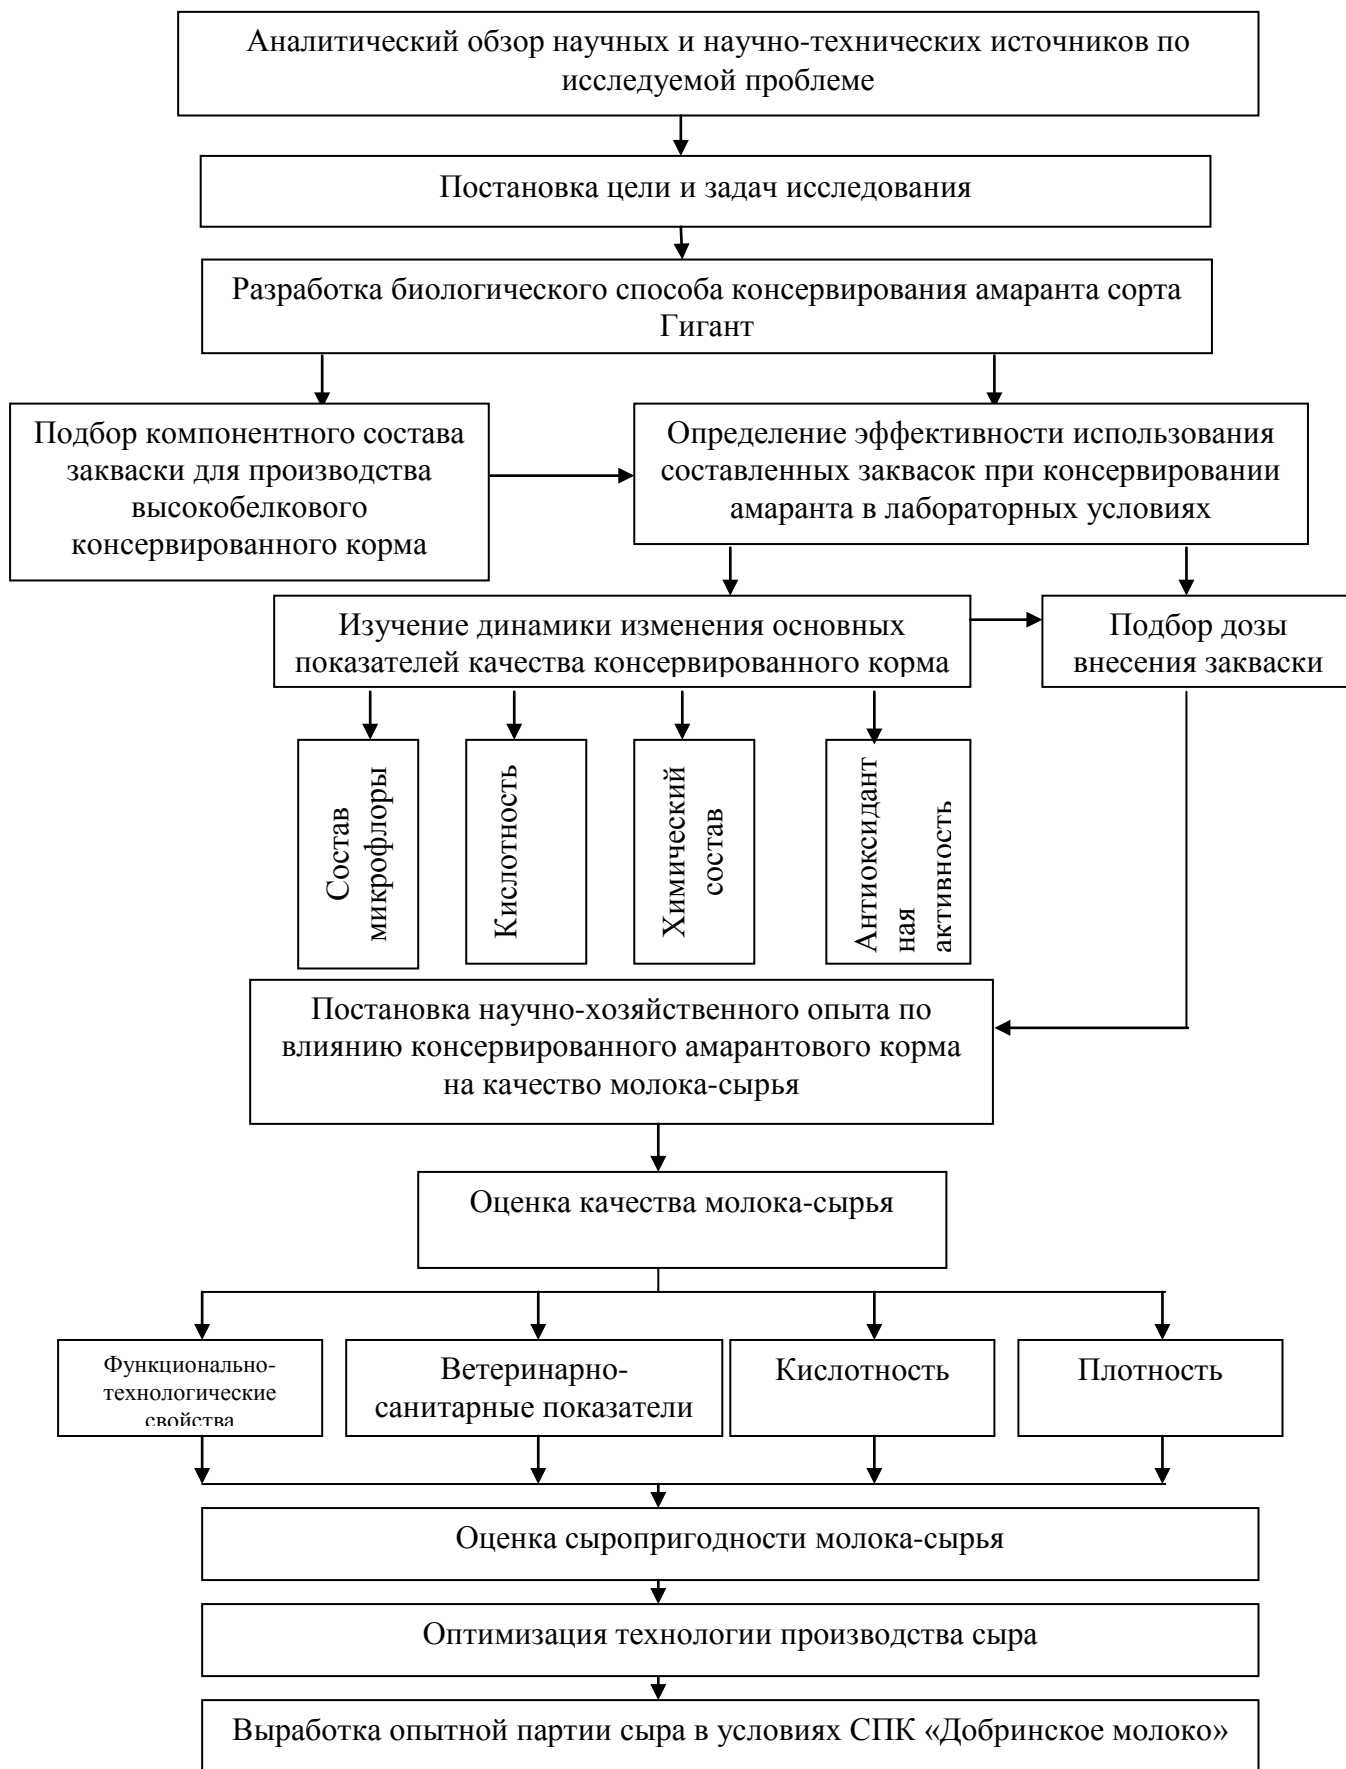 Аналитический обзор научных и научно-технических источников по
исследуемой проблеме
Постановка цели и задач исследования
Разработка биологического способа консервирования амаранта сорта
Гигант
Подбор компонентного состава
закваски для производства
высокобелкового
консервированного корма
Определение эффективности использования
составленных заквасок при консервировании
амаранта в лабораторных условиях
Изучение динамики изменения основных
показателей качества консервированного корма
Подбор дозы
внесения закваски
Состав
микрофлоры
Кислотность
Химический
состав
Антиоксидант
ная
активность
Постановка научно-хозяйственного опыта по
влиянию консервированного амарантового корма
на качество молока-сырья
Оценка качества молока-сырья
Функционально-
технологические
свойства
Ветеринарно-
санитарные показатели
Кислотность
Плотность
Оценка сыропригодности молока-сырья
Оптимизация технологии производства сыра
Выработка опытной партии сыра в условиях СПК «Добринское молоко»